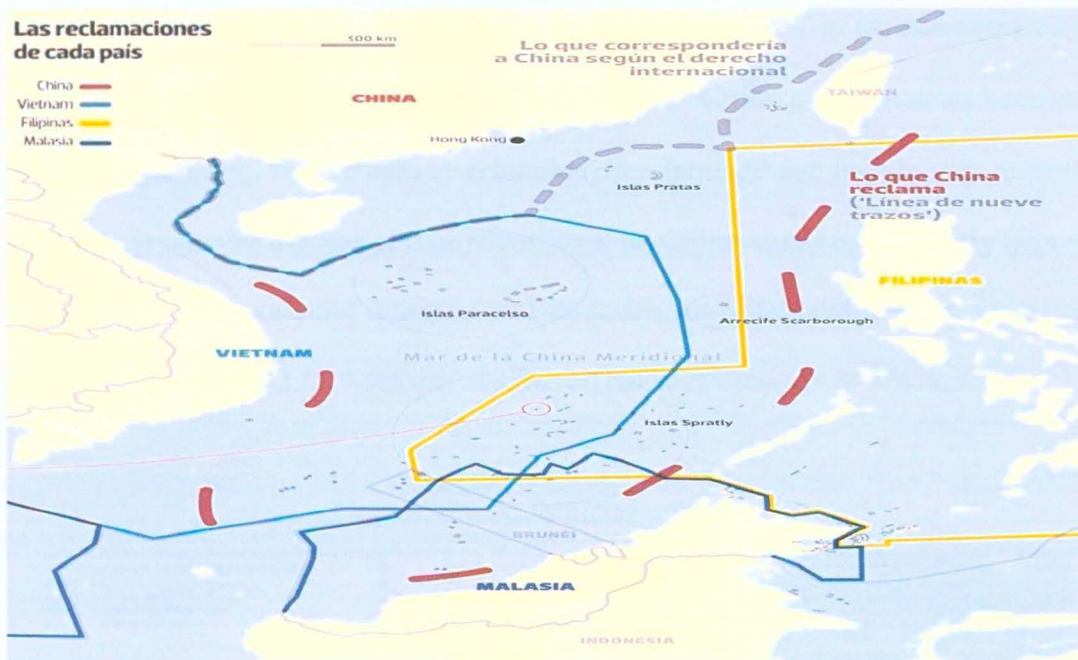 Las reclamaciones
de cada país
China
Vietnam
Filipinas
Malasia
500 km
Lo que correspondería
a China según el derecho
internacional
CHINA
TAIWAN
Hong Kong
Islas Pratas
Lo que China
reclama
('Línea de nueve
trazos')
FILIPINAS
Islas Paracelso
Arrecife Scarborough
VIETNAM
Mar de la China Meridional
Islas Spratly
BRUNÉI
MALASIA
INDONESIA